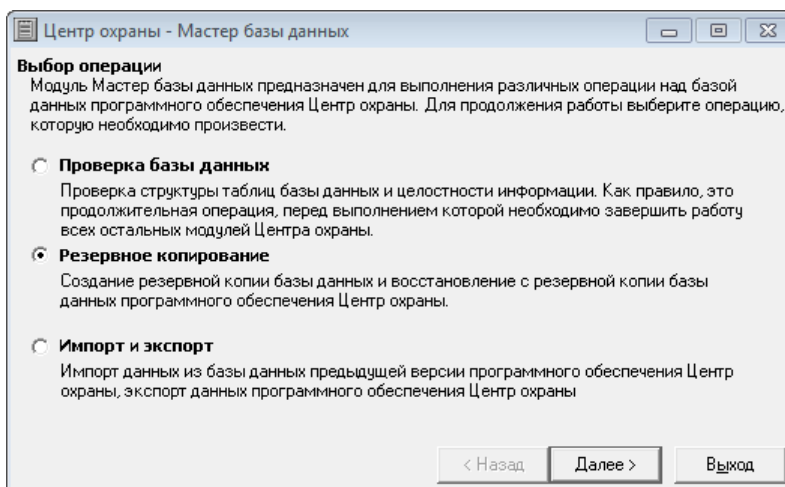 Центр охраны - Мастер базы данных
Выбор операции
Модуль Мастер базы данных предназначен для выполнения различных операции над базой
данных программного обеспечения Центр охраны. Для продолжения работы выберите операцию,
которую необходимо произвести.
Проверка базы данных
Проверка структуры таблиц базы данных и целостности информации. Как правило, это
продолжительная операция, перед выполнением которой необходимо завершить работу
всех остальных модулей Центра охраны.
Резервное копирование
Создание резервной копии базы данных и восстановление с резервной копии базы
данных программного обеспечения Центр охраны.
Импорт и экспорт
Импорт данных из базы данных предыдущей версии программного обеспечения Центр
охраны, экспорт данных программного обеспечения Центр охраны
< Назад Далее > Выход